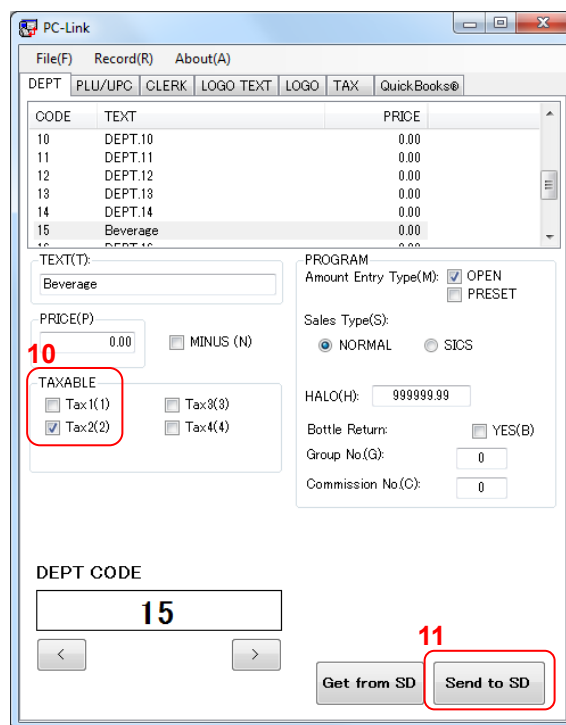 PC-Link
File(F) Record(R) About(A)
DEPT PLU/UPC CLERK LOGO TEXT LOGO TAX QuickBooks®
CODE TEXT PRICE
10 DEPT.10 0.00
11 DEPT.11 0.00
12 DEPT.12 0.00
13 DEPT.13 0.00
14 DEPT.14 0.00
15 Beverage 0.00
TEXT(T):
Beverage
PRICE(P)
0.00 MINUS (N)
10
TAXABLE
Tax1(1) Tax3(3)
Tax2(2) Tax4(4)
PROGRAM
Amount Entry Type(M): OPEN
PRESET
Sales Type(S):
NORMAL SICS
HALO(H): 999999.99
Bottle Return: YES(B)
Group No.(G): 0
Commission No.(C): 0
DEPT CODE
15
< >
11
Get from SD Send to SD